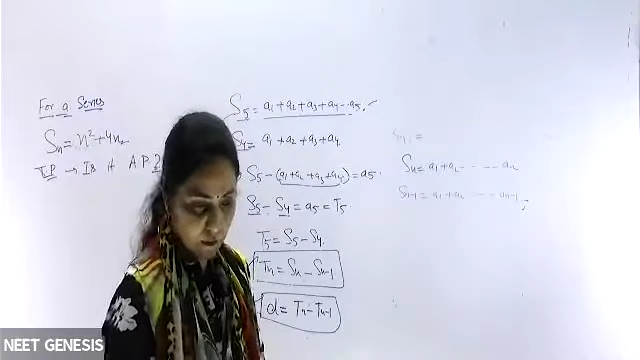 For a Series
Sn = n² + 4n
T.P → Is it A.P?
S5 = a1 + a2 + a3 + a4 ... a5
S4 = a1 + a2 + a3 + a4
S5 - (a1 + a2 + a3 + a4) = a5
S5 - S4 = a5 = T5
T5 = S5 - S4
Tn = Sn - Sn-1
d = Tn - Tn-1
Sn = a1 + a2 ...... an
Sn-1 = a1 + a2 ...... an-1
NEET GENESIS